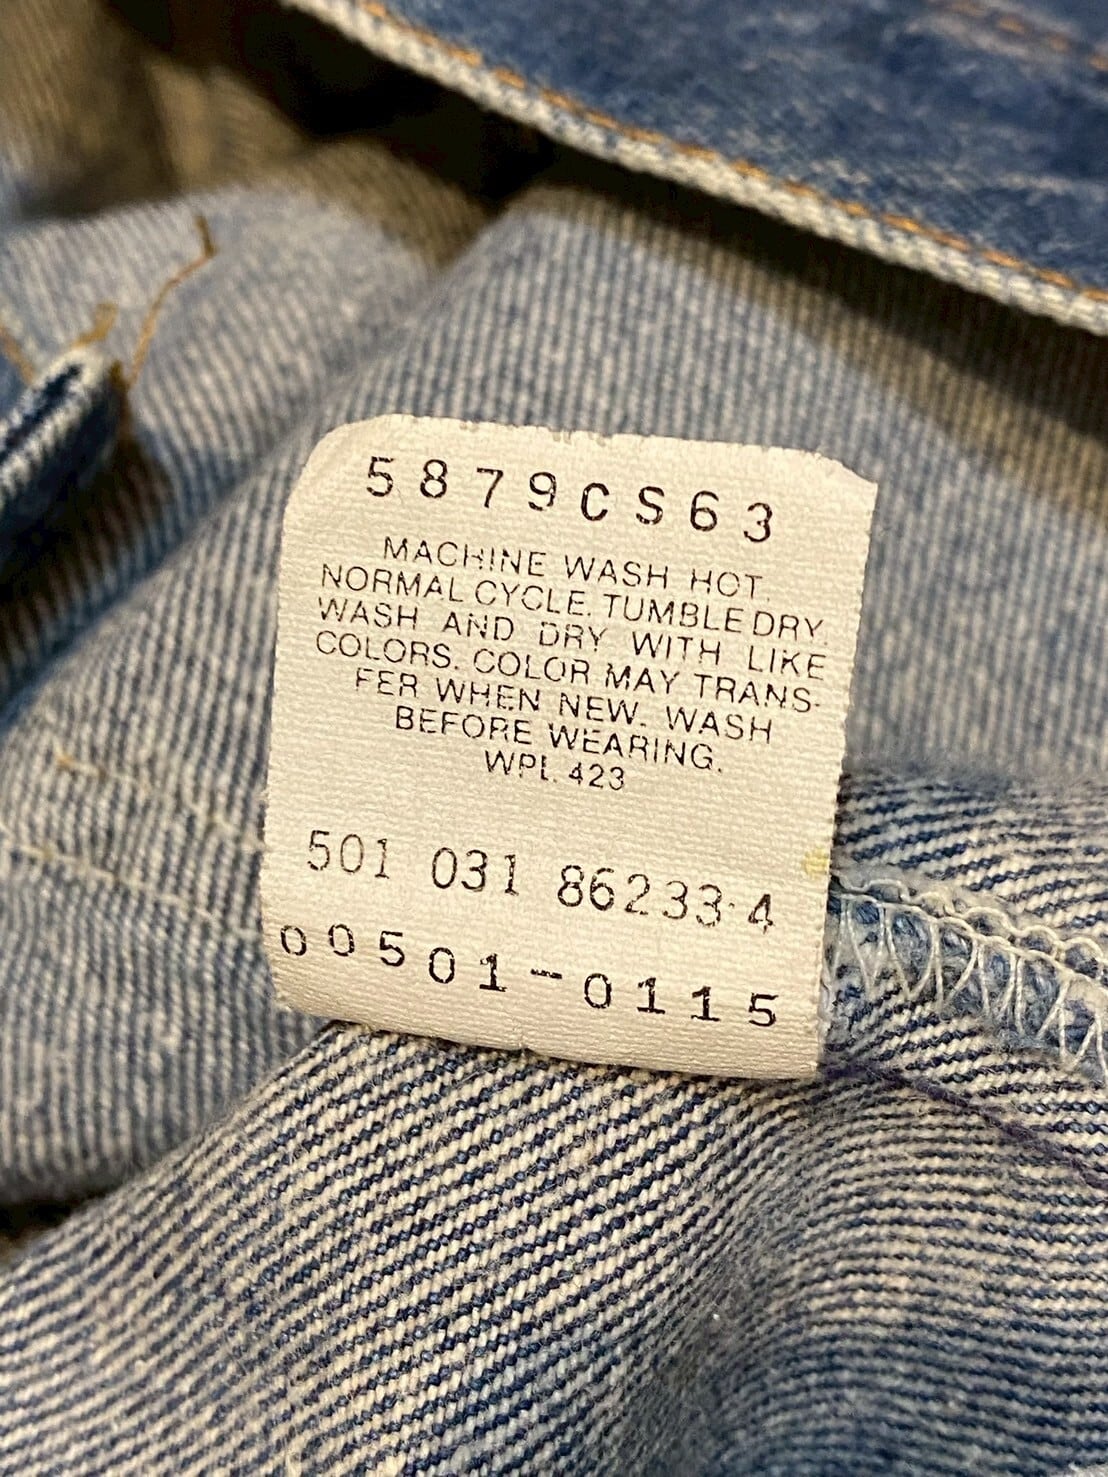 5879CS63
MACHINE WASH HOT.
NORMAL CYCLE. TUMBLE DRY
WASH AND DRY WITH LIKE
COLORS. COLOR MAY TRANS-
FER WHEN NEW. WASH
BEFORE WEARING.
WPL 423
501 031 86233·4
00501-0115